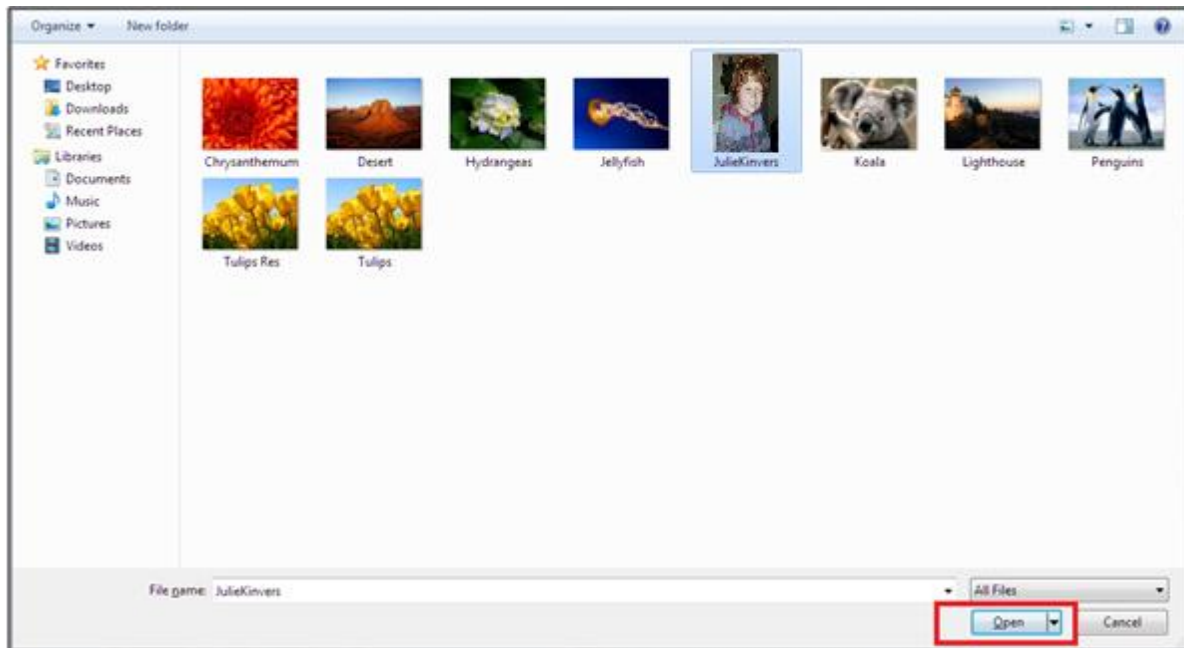 Organize New folder
Favorites
Desktop
Downloads
Recent Places
Libraries
Documents
Music
Pictures
Videos
Chrysanthemum Desert Hydrangeas Jellyfish JulieKinvers Koala Lighthouse Penguins
Tulips Res Tulips
File name: JulieKinvers All Files
Open Cancel